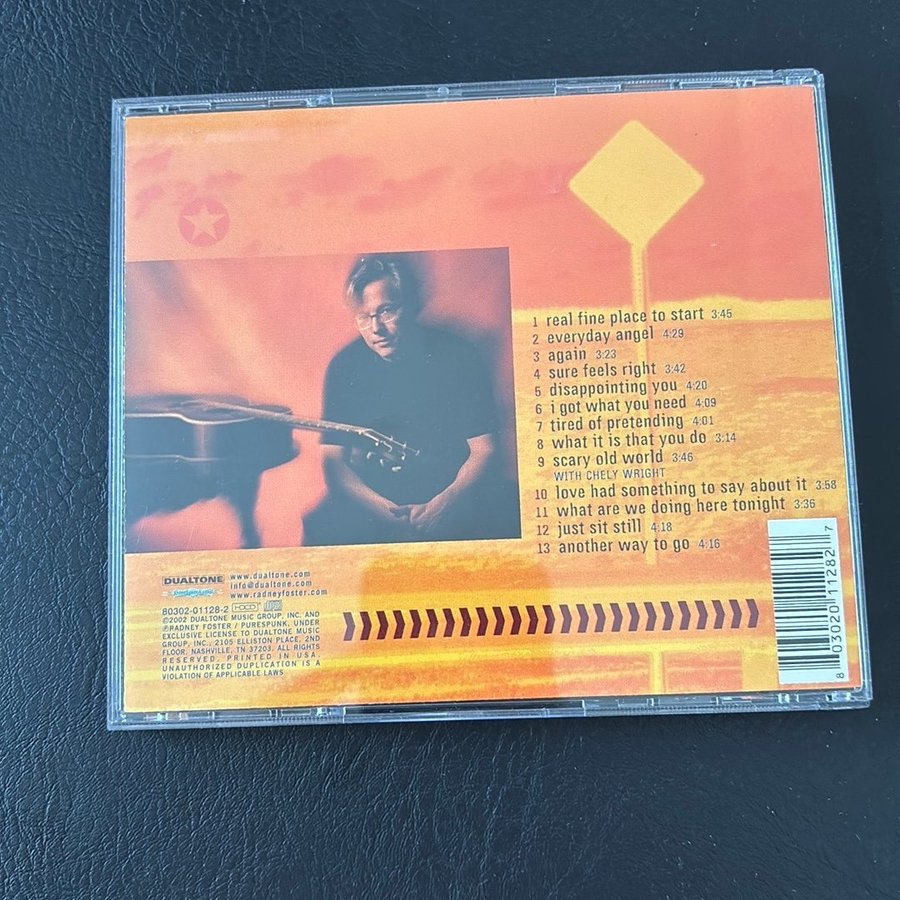 1 real fine place to start 3:45
2 everyday angel 4:29
3 again 3:23
4 sure feels right 3:42
5 disappointing you 4:20
6 i got what you need 4:09
7 tired of pretending 4:01
8 what it is that you do 3:14
9 scary old world 3:46
WITH CHELY WRIGHT
10 love had something to say about it 3:58
11 what are we doing here tonight 3:36
12 just sit still 4:18
13 another way to go 4:16
DUALTONE
www.dualtone.com
info@dualtone.com
www.radneyfoster.com
80302-01128-2 HDCD
©2002 DUALTONE MUSIC GROUP, INC. AND
℗RADNEY FOSTER / PURESPUNK, UNDER
EXCLUSIVE LICENSE TO DUALTONE MUSIC
GROUP, INC., 2105 ELLISTON PLACE, 2ND
FLOOR, NASHVILLE, TN 37203. ALL RIGHTS
RESERVED. PRINTED IN USA.
UNAUTHORIZED DUPLICATION IS A
VIOLATION OF APPLICABLE LAWS
8 03020 11282 7